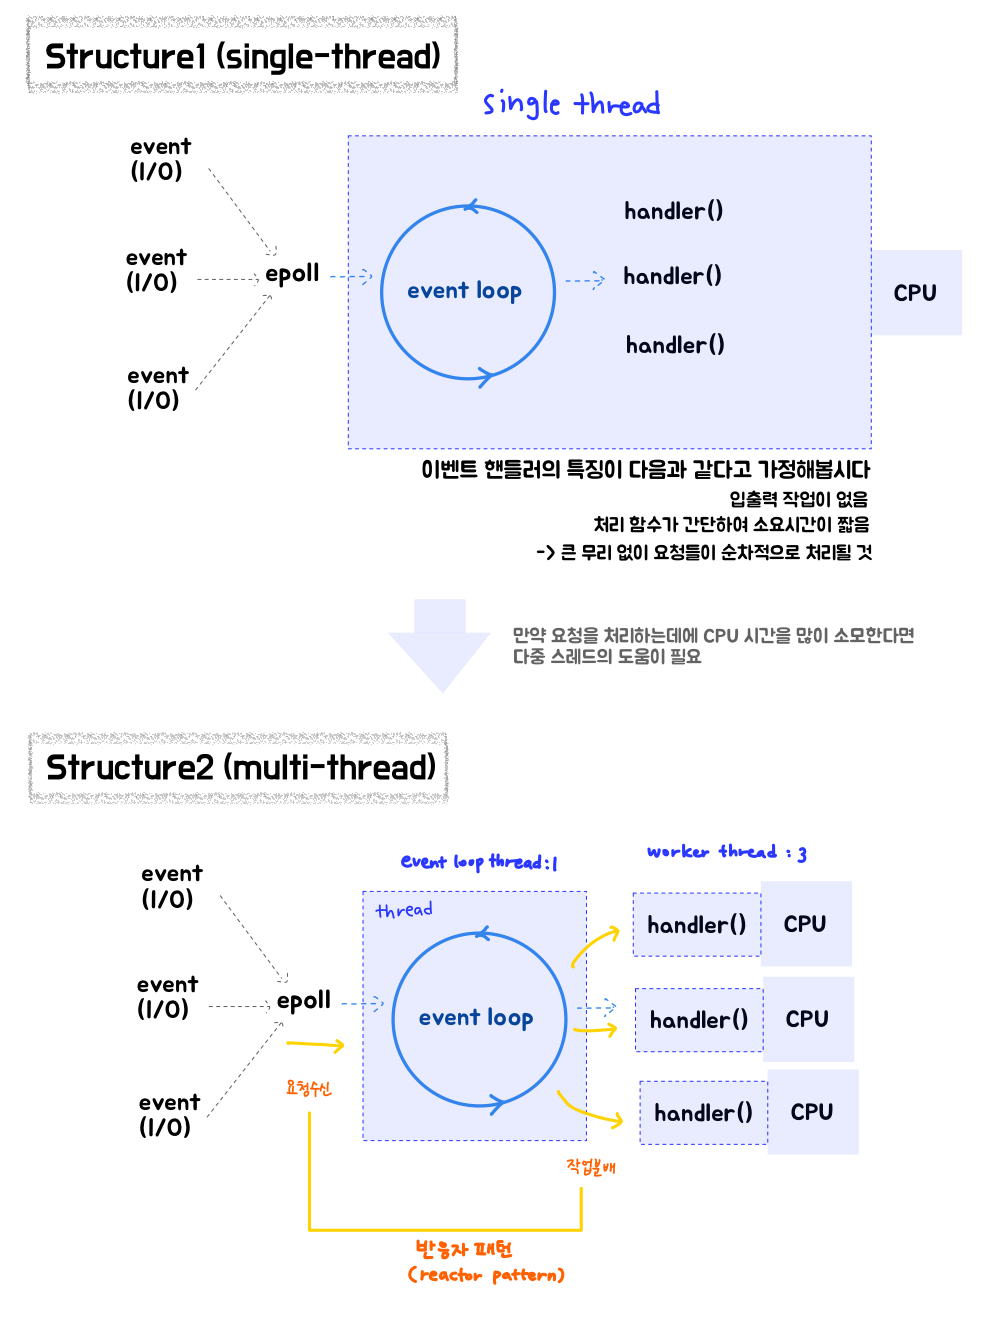 Structure1 (single-thread)
single thread
event
(I/O)
event
(I/O)
event
(I/O)
epoll
event loop
handler()
handler()
handler()
CPU
이벤트 핸들러의 특징이 다음과 같다고 가정해봅시다
입출력 작업이 없음
처리 함수가 간단하여 소요시간이 짧음
-> 큰 무리 없이 요청들이 순차적으로 처리될 것
만약 요청을 처리하는데에 CPU 시간을 많이 소모한다면
다중 스레드의 도움이 필요
Structure2 (multi-thread)
event loop thread:1
worker thread : 3
event
(I/O)
event
(I/O)
event
(I/O)
epoll
thread
event loop
handler()
CPU
handler()
CPU
handler()
CPU
요청수신
작업분배
반응자 패턴
(reactor pattern)